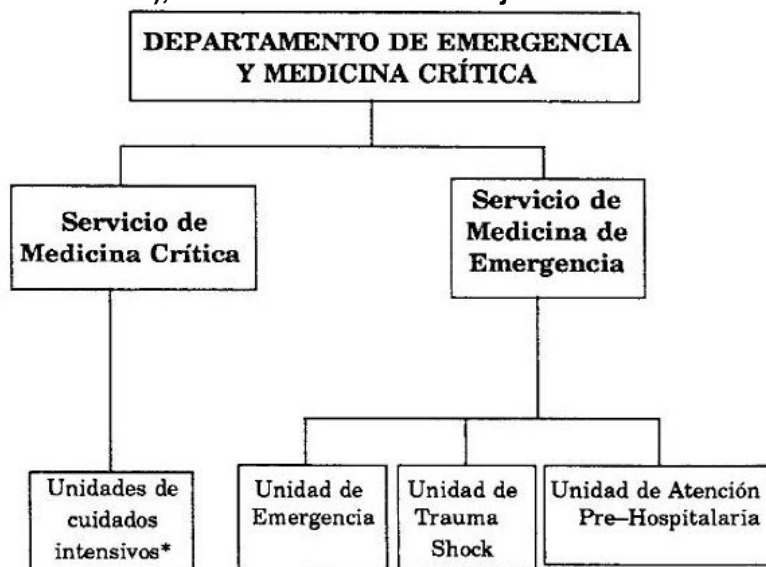 DEPARTAMENTO DE EMERGENCIA
Y MEDICINA CRÍTICA
Servicio de
Medicina Crítica
Servicio de
Medicina de
Emergencia
Unidades de
cuidados
intensivos*
Unidad de
Emergencia
Unidad de
Trauma
Shock
Unidad de Atención
Pre–Hospitalaria